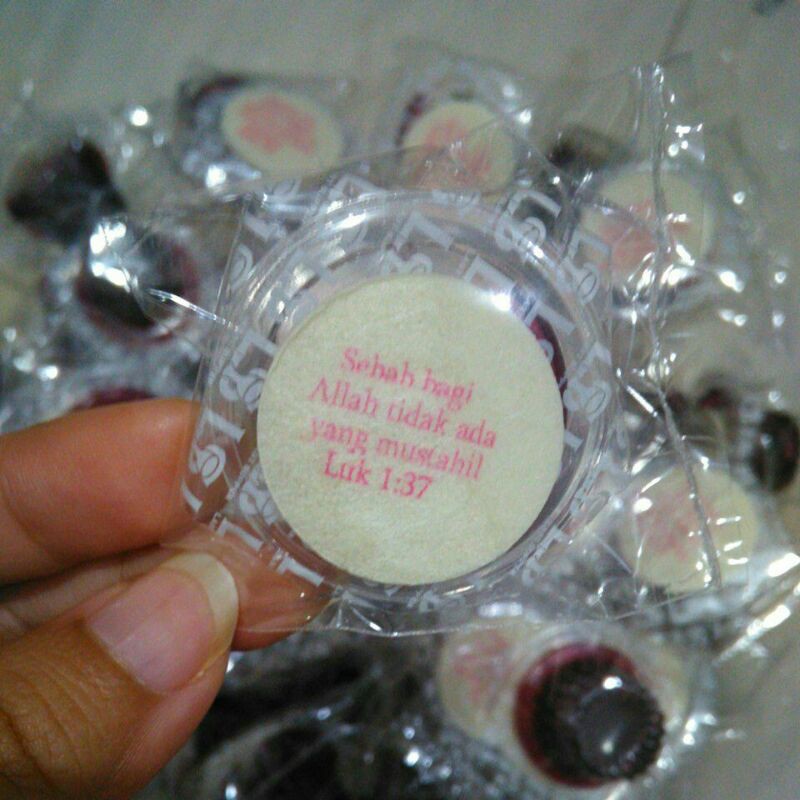 Sebab bagi
Allah tidak ada
yang mustahil
Luk 1:37